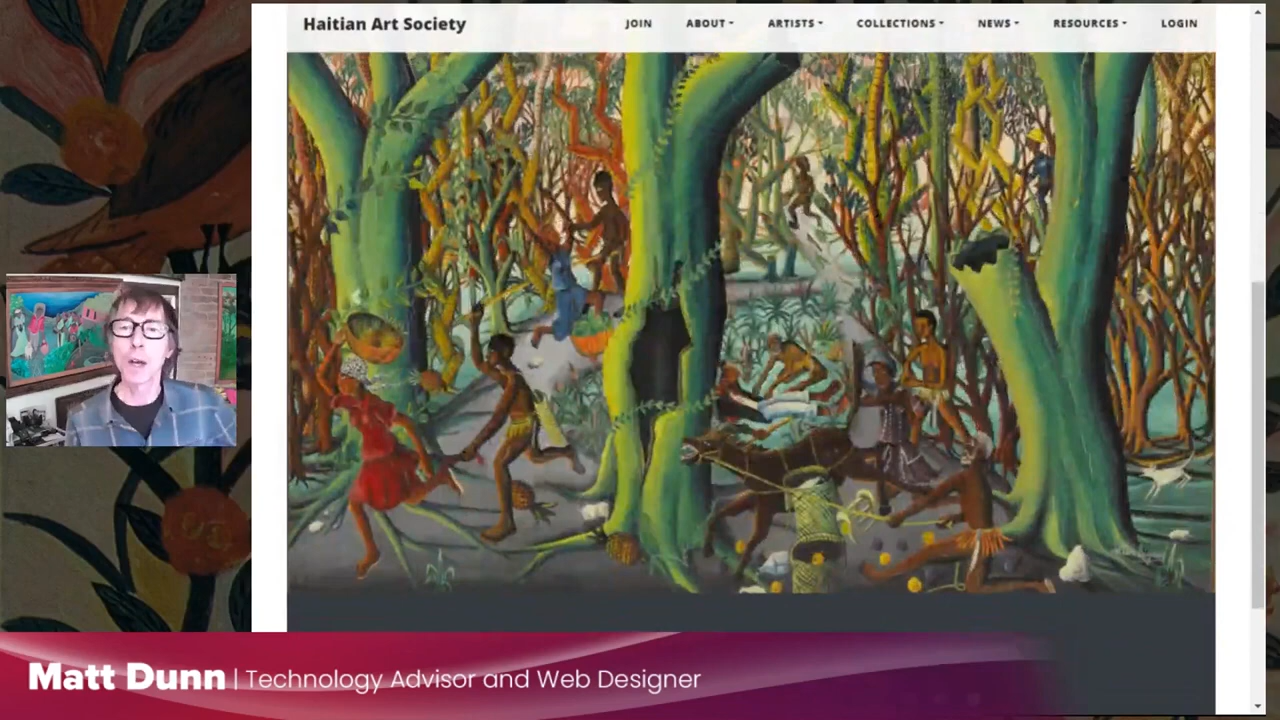 Haitian Art Society
JOIN ABOUT ARTISTS COLLECTIONS NEWS RESOURCES LOGIN
Matt Dunn | Technology Advisor and Web Designer